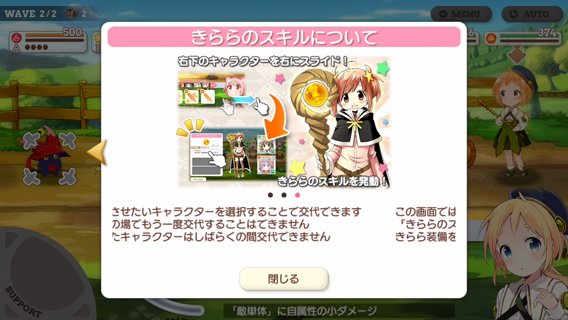 WAVE 2/2
2
500
MENU
AUTO
374
きららのスキルについて
右下のキャラクターを右にスライド！
きららのスキルを発動！
させたいキャラクターを選択することで交代できます
の場でもう一度交代することはできません
たキャラクターはしばらくの間交代できません
この画面では
「きららのス
きらら装備を
閉じる
SUPPORT
「敵単体」に自属性の小ダメージ